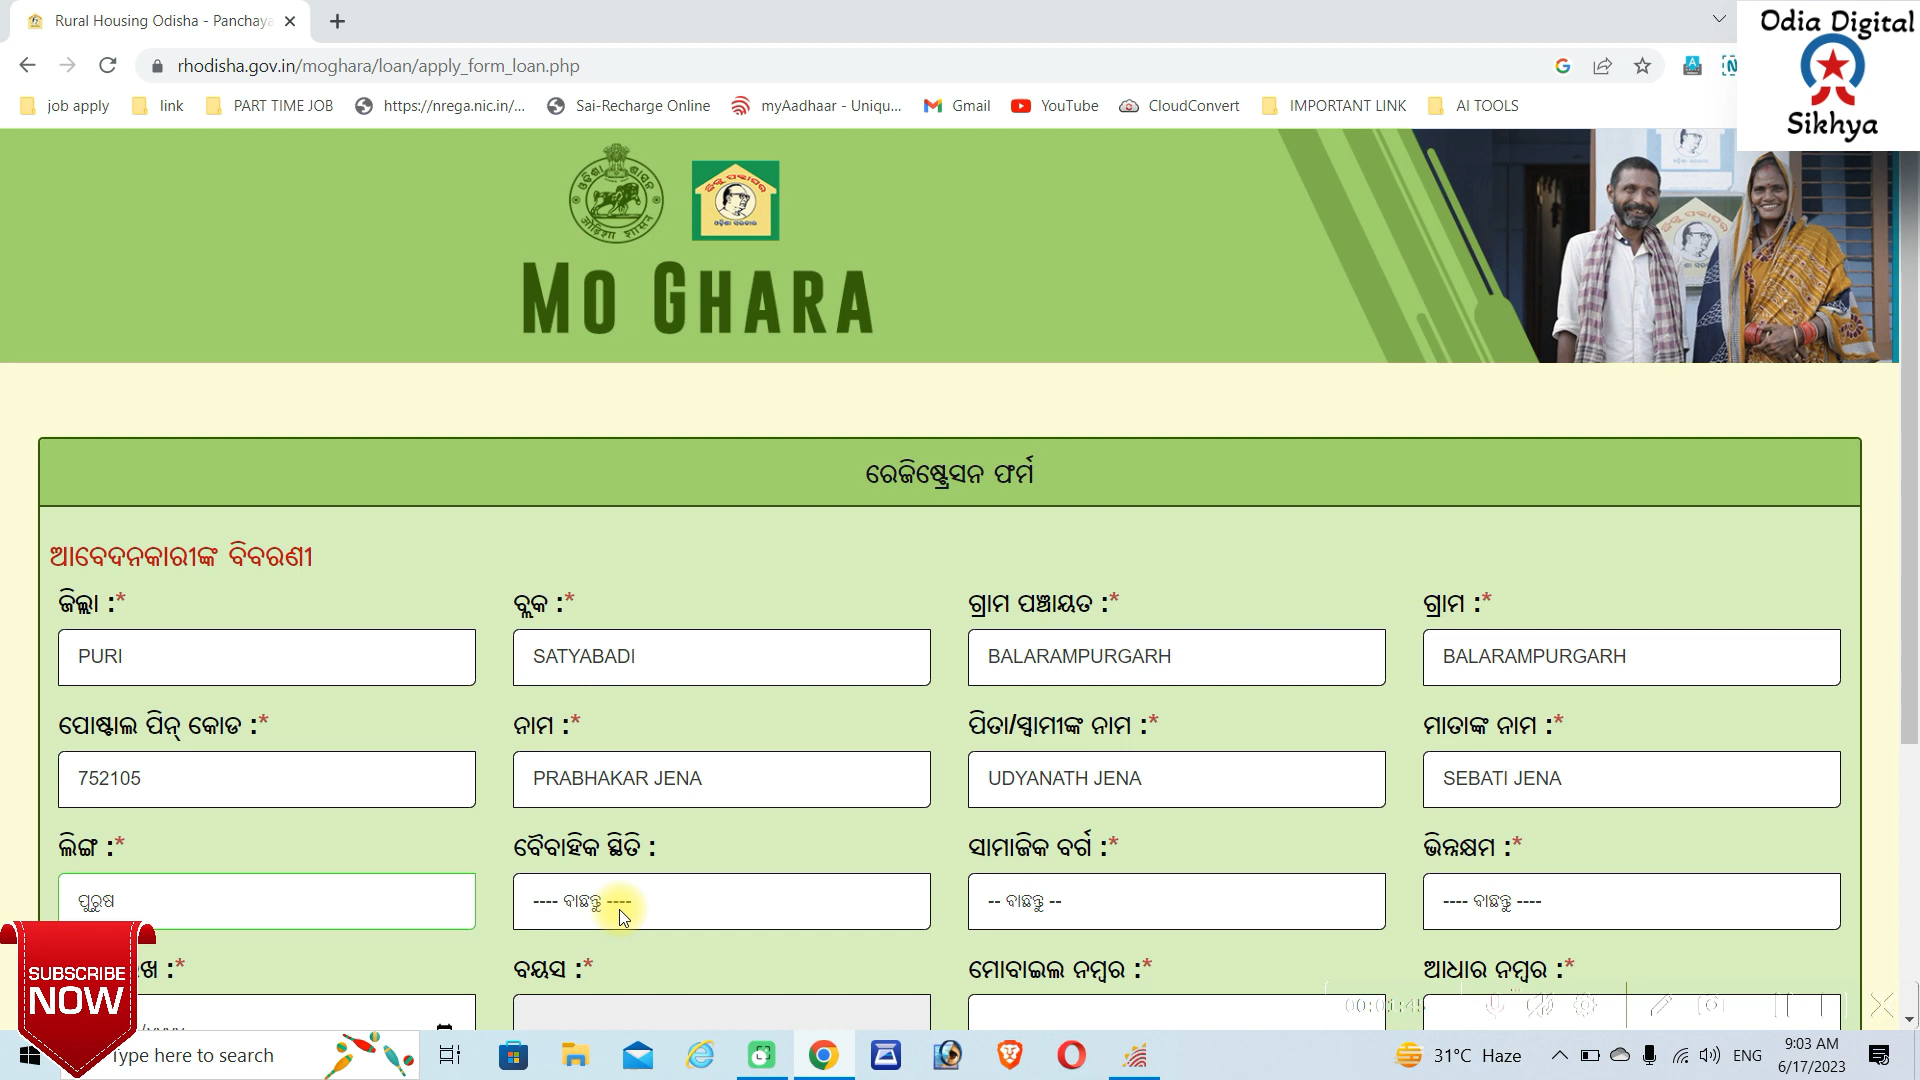 Rural Housing Odisha - Panchaya
rhodisha.gov.in/moghara/loan/apply_form_loan.php
job apply
link
PART TIME JOB
https://nrega.nic.in/...
Sai-Recharge Online
myAadhaar - Uniqu...
Gmail
YouTube
CloudConvert
IMPORTANT LINK
AI TOOLS
Odia Digital
Sikhya
MO GHARA
ରେଜିଷ୍ଟ୍ରେସନ ଫର୍ମ
ଆବେଦନକାରୀଙ୍କ ବିବରଣୀ
ଜିଲ୍ଲା :* ବ୍ଲକ :* ଗ୍ରାମ ପଞ୍ଚାୟତ :* ଗ୍ରାମ :*
PURI SATYABADI BALARAMPURGARH BALARAMPURGARH
ପୋଷ୍ଟାଲ ପିନ୍ କୋଡ :* ନାମ :* ପିତା/ସ୍ଵାମୀଙ୍କ ନାମ :* ମାତାଙ୍କ ନାମ :*
752105 PRABHAKAR JENA UDYANATH JENA SEBATI JENA
ଲିଙ୍ଗ :* ବୈବାହିକ ସ୍ଥିତି : ସାମାଜିକ ବର୍ଗ :* ଭିନ୍ନକ୍ଷମ :*
ପୁରୁଷ ---- ବାଛନ୍ତୁ ---- -- ବାଛନ୍ତୁ -- ---- ବାଛନ୍ତୁ ----
:* ବୟସ :* ମୋବାଇଲ ନମ୍ବର :* ଆଧାର ନମ୍ବର :*
SUBSCRIBE
NOW
Type here to search
31°C Haze
ENG
9:03 AM
6/17/2023